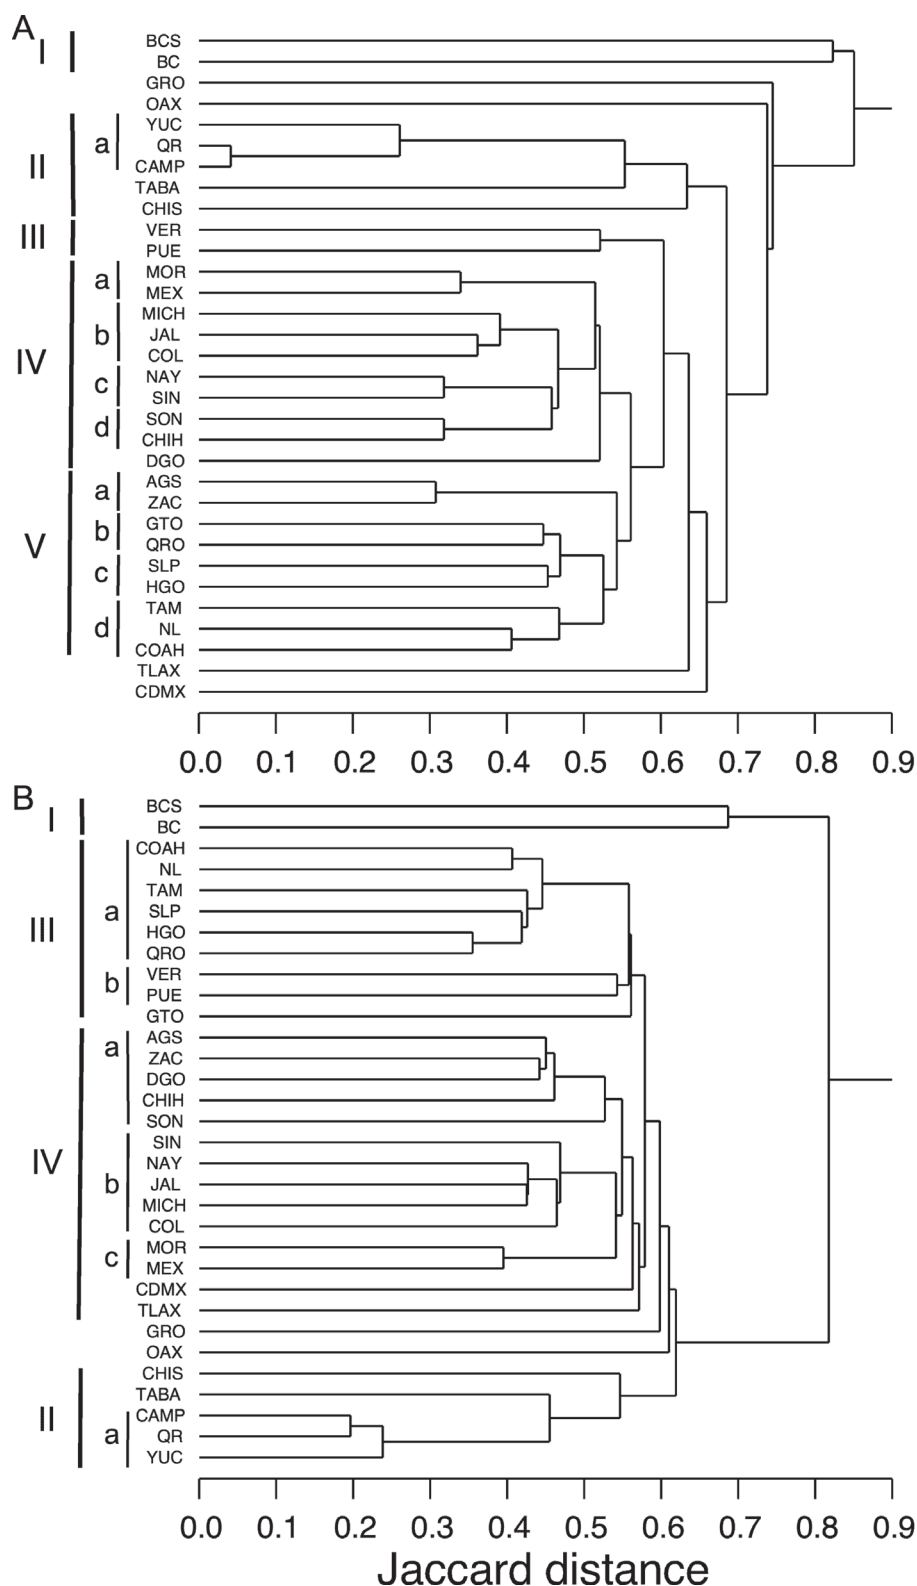 A
I
BCS
BC
GRO
OAX
II
a
YUC
QR
CAMP
TABA
CHIS
III
VER
PUE
IV
a
MOR
MEX
b
MICH
JAL
COL
c
NAY
SIN
d
SON
CHIH
DGO
V
a
AGS
ZAC
b
GTO
QRO
c
SLP
HGO
d
TAM
NL
COAH
TLAX
CDMX
0.0 0.1 0.2 0.3 0.4 0.5 0.6 0.7 0.8 0.9
B
I
BCS
BC
III
a
COAH
NL
TAM
SLP
HGO
QRO
b
VER
PUE
GTO
IV
a
AGS
ZAC
DGO
CHIH
SON
b
SIN
NAY
JAL
MICH
COL
c
MOR
MEX
CDMX
TLAX
GRO
OAX
II
CHIS
TABA
a
CAMP
QR
YUC
0.0 0.1 0.2 0.3 0.4 0.5 0.6 0.7 0.8 0.9
Jaccard distance